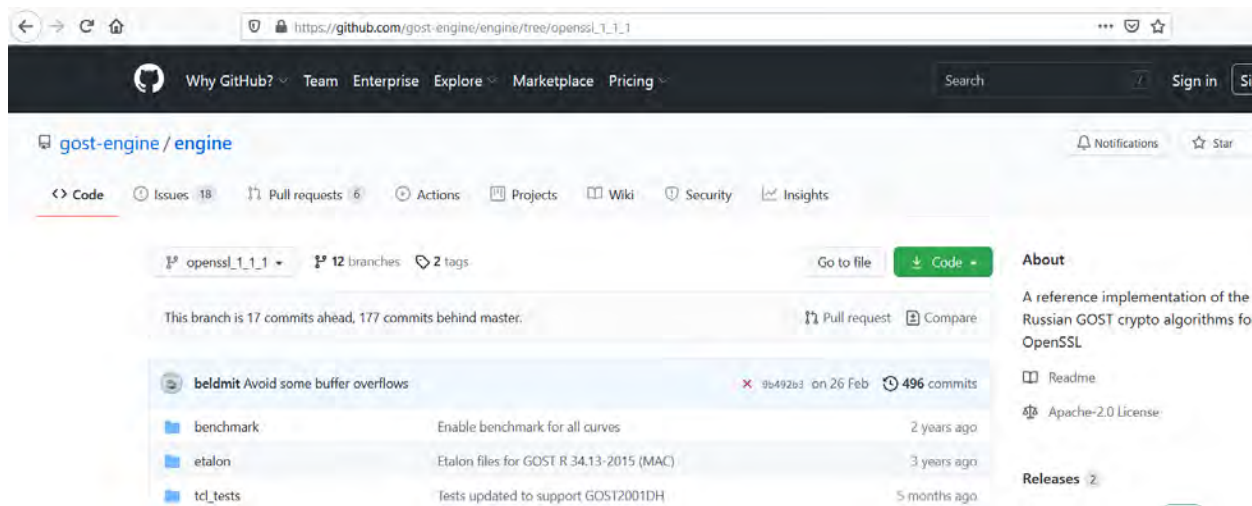 https://github.com/gost-engine/engine/tree/openssl_1_1_1
Why GitHub? Team Enterprise Explore Marketplace Pricing Search / Sign in Si
gost-engine / engine Notifications Star
Code Issues 18 Pull requests 6 Actions Projects Wiki Security Insights
openssl_1_1_1 12 branches 2 tags Go to file Code
This branch is 17 commits ahead, 177 commits behind master. Pull request Compare
beldmit Avoid some buffer overflows 9b492b3 on 26 Feb 496 commits
benchmark Enable benchmark for all curves 2 years ago
etalon Etalon files for GOST R 34.13-2015 (MAC) 3 years ago
tcl_tests Tests updated to support GOST2001DH 5 months ago
About
A reference implementation of the
Russian GOST crypto algorithms fo
OpenSSL
Readme
Apache-2.0 License
Releases 2